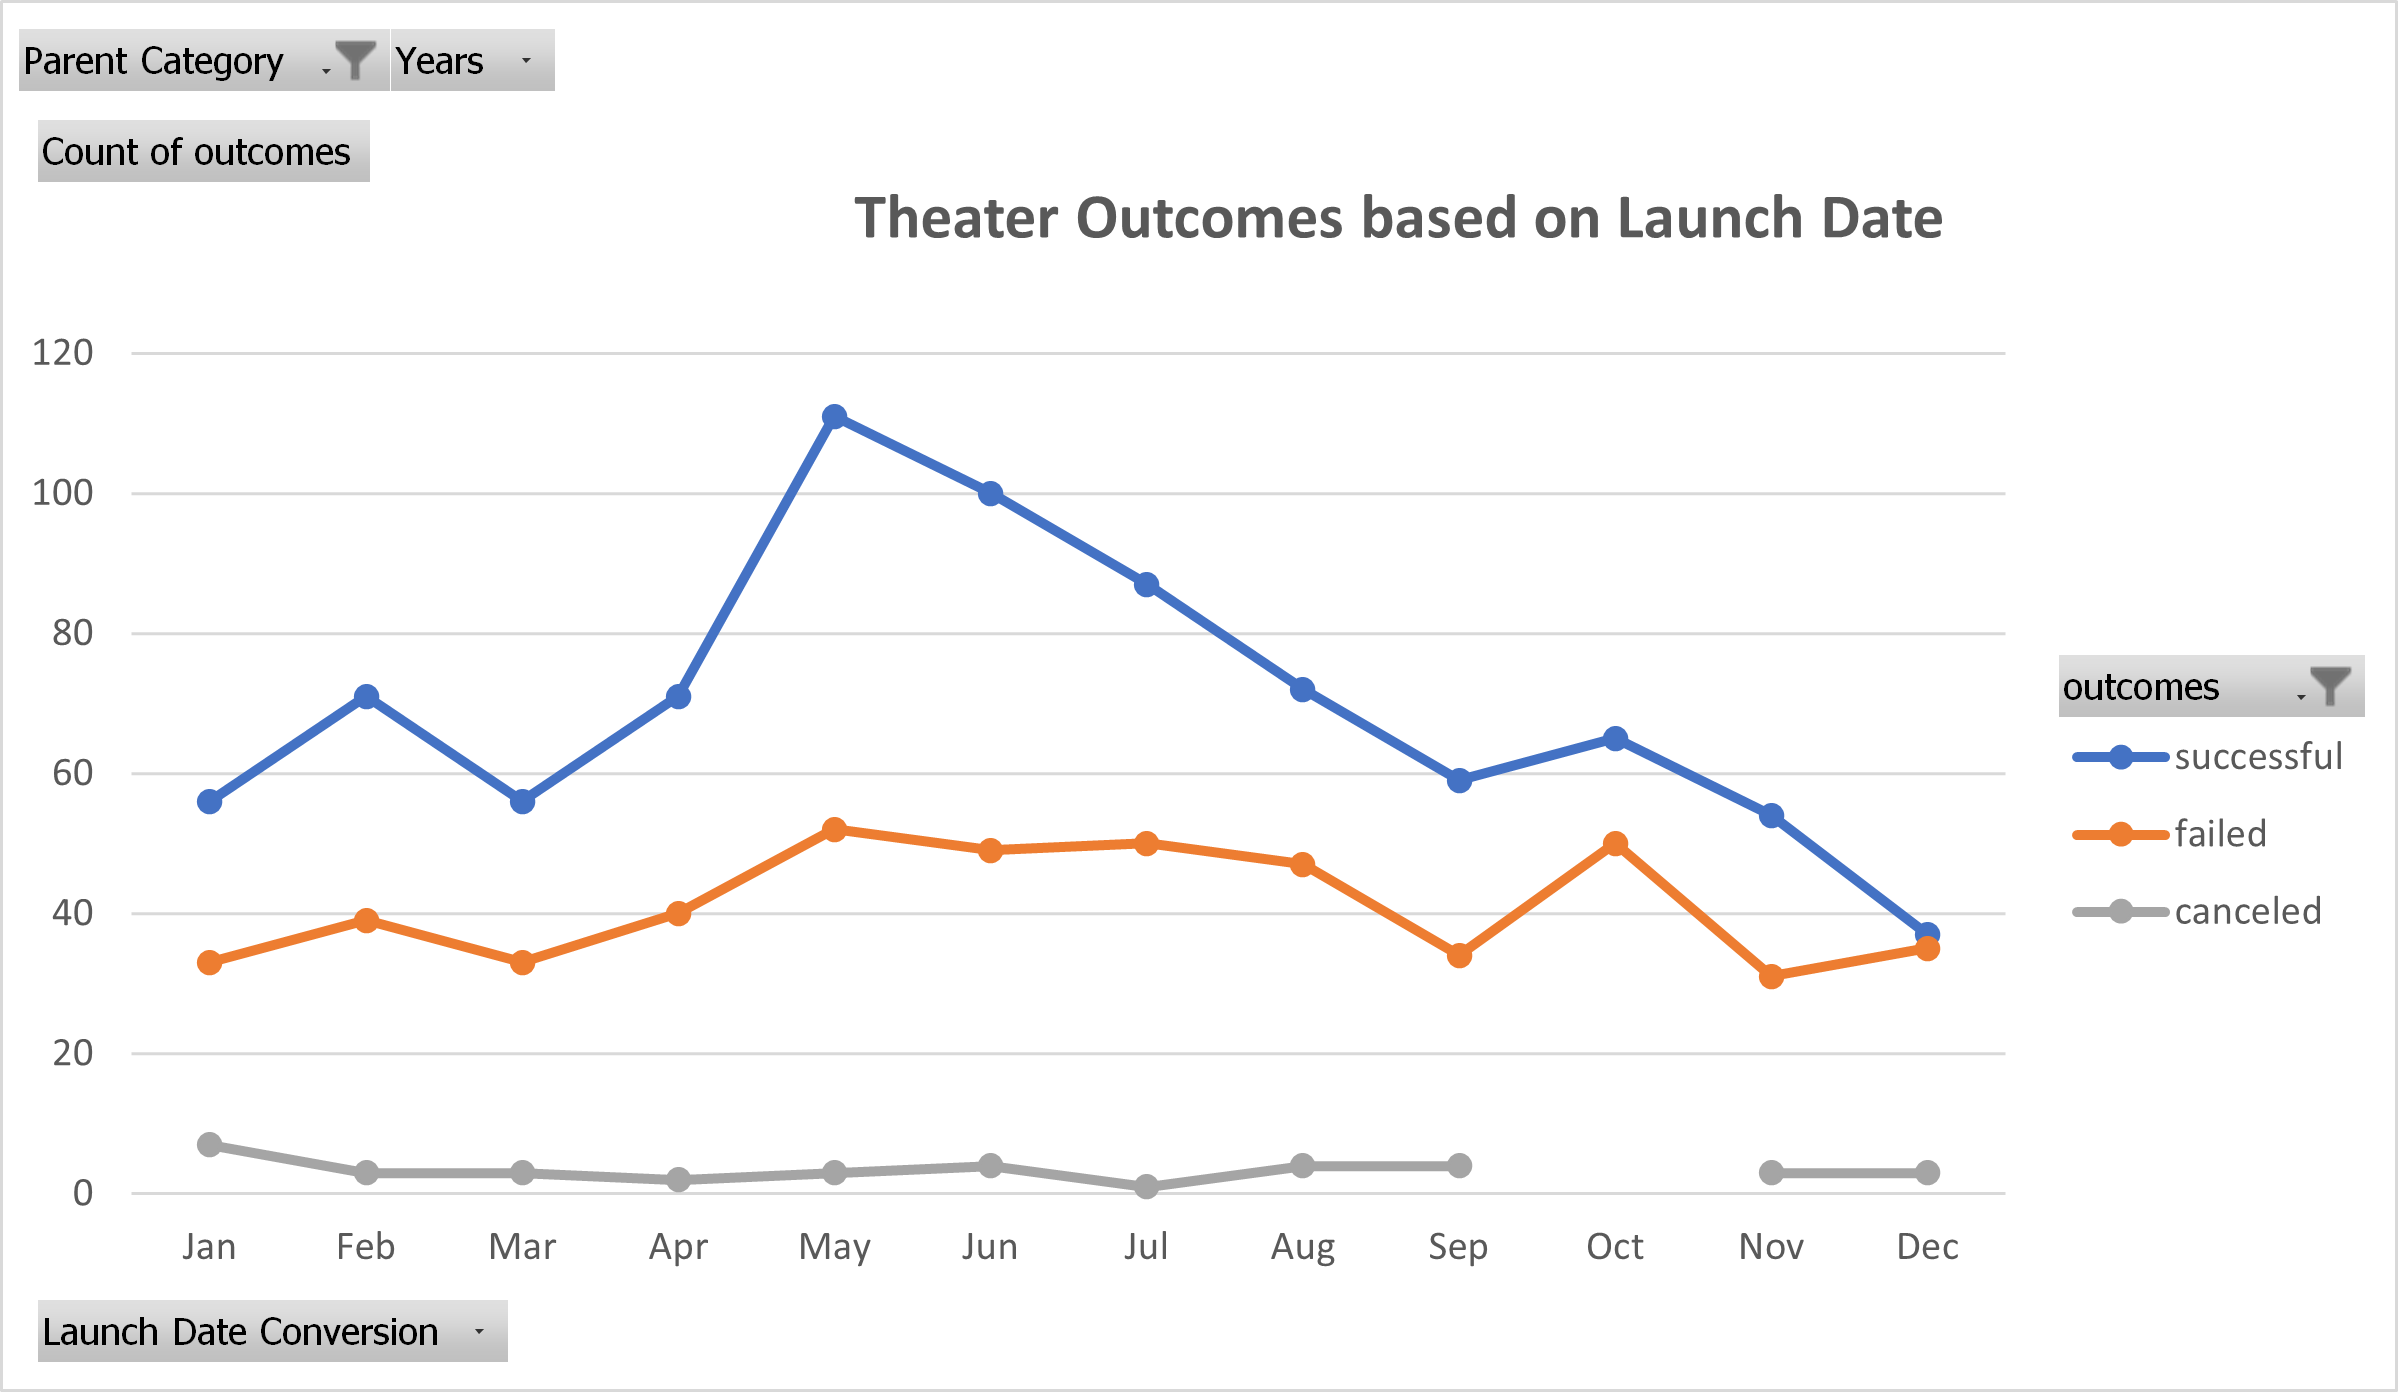 Parent Category Years
Count of outcomes
Theater Outcomes based on Launch Date
120
100
80
60
40
20
0
Jan Feb Mar Apr May Jun Jul Aug Sep Oct Nov Dec
outcomes
successful
failed
canceled
Launch Date Conversion